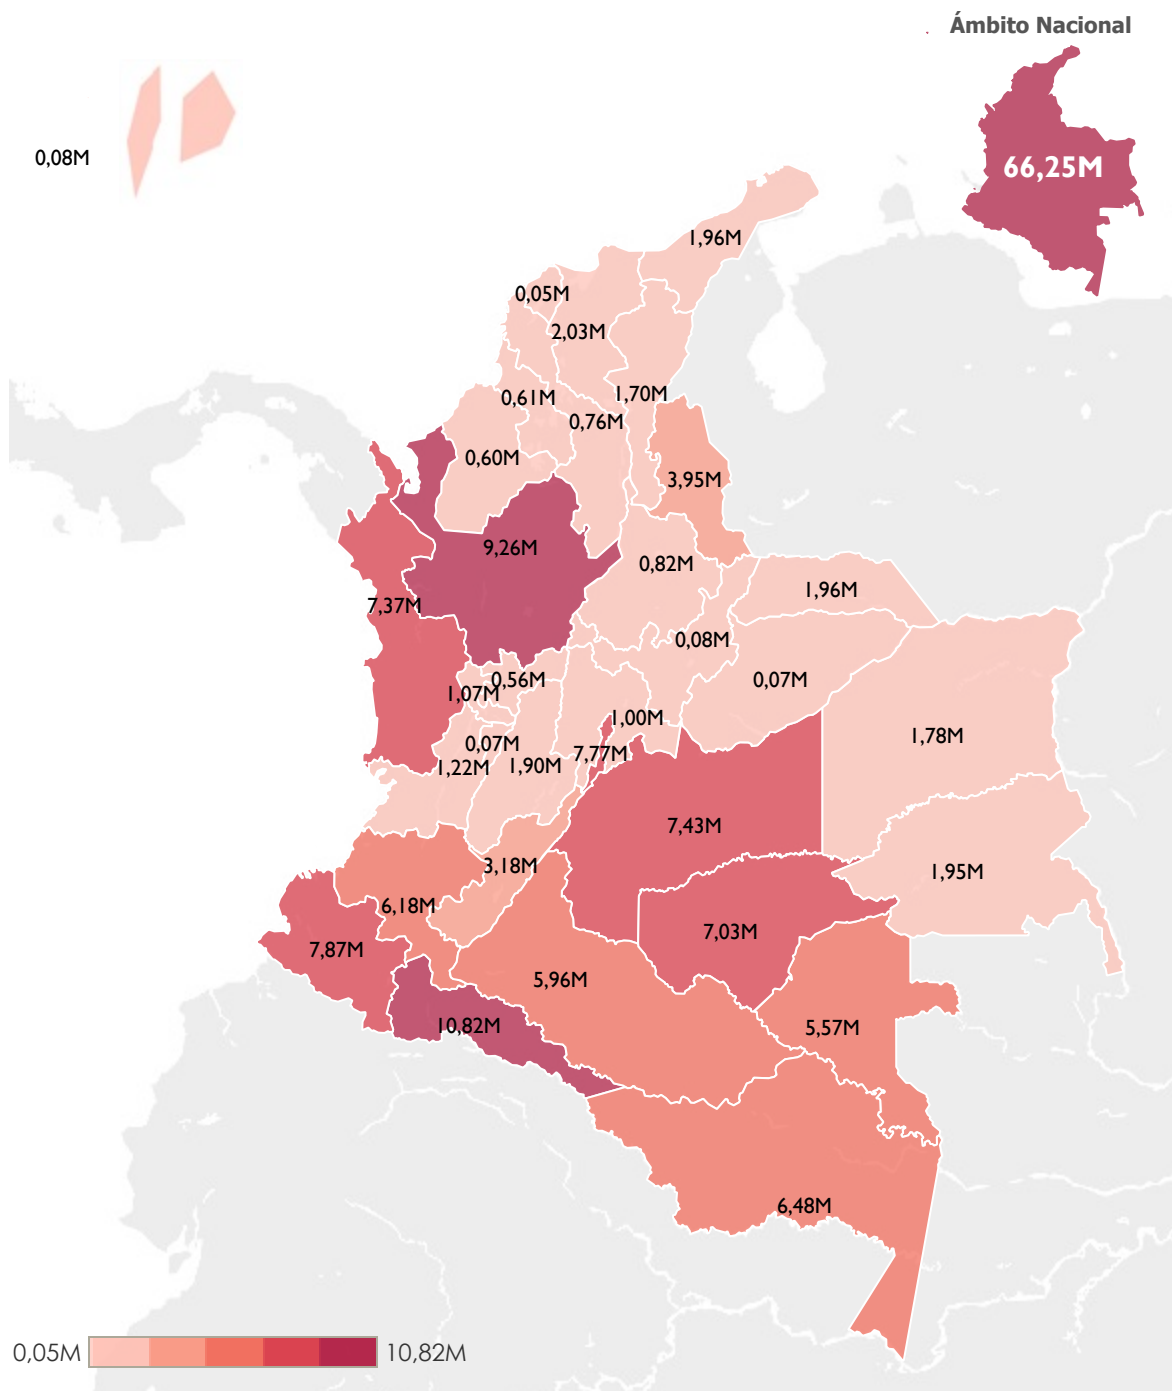 Ámbito Nacional
66,25M
0,08M
1,96M
0,05M
2,03M
1,70M
0,61M
0,76M
0,60M
3,95M
9,26M
0,82M
1,96M
7,37M
0,08M
0,56M
0,07M
1,07M
1,00M
1,78M
0,07M
7,77M
1,22M
1,90M
7,43M
3,18M
1,95M
6,18M
7,03M
7,87M
5,96M
10,82M
5,57M
6,48M
0,05M
10,82M